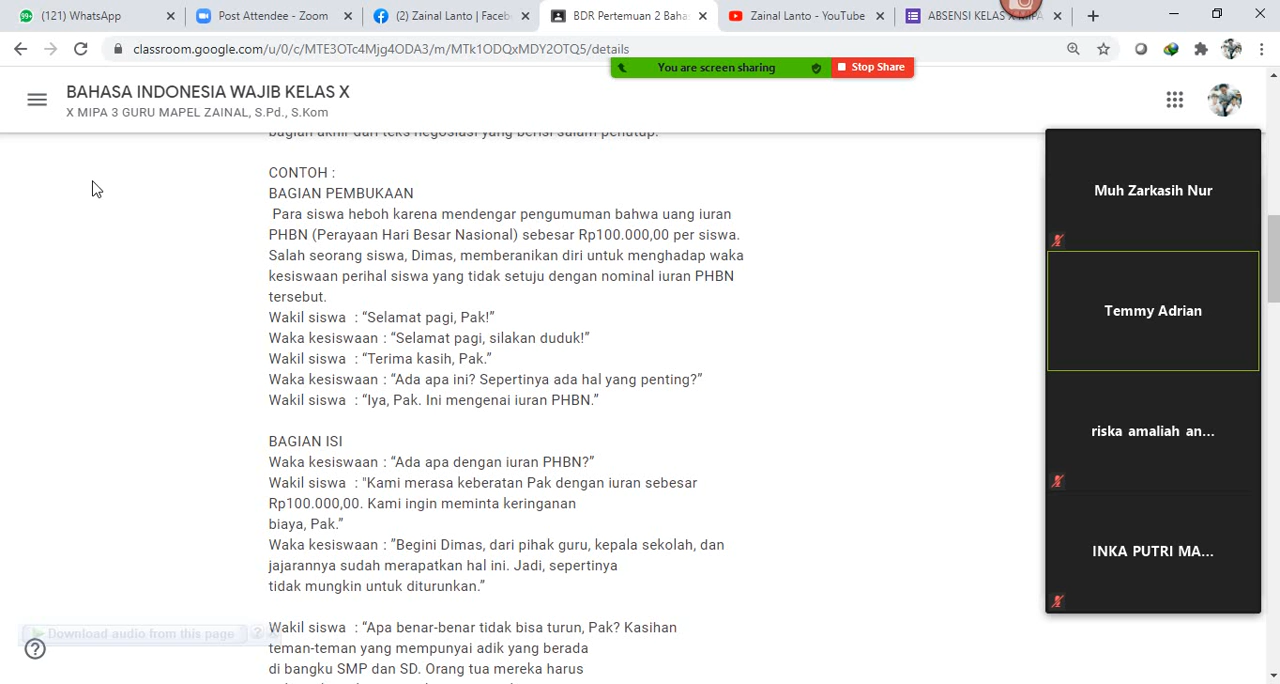 (121) WhatsApp
Post Attendee - Zoom
(2) Zainal Lanto | Faceb
BDR Pertemuan 2 Baha
Zainal Lanto - YouTube
ABSENSI KELAS X MIPA
classroom.google.com/u/0/c/MTE3OTc4Mjg4ODA3/m/MTk1ODQxMDY2OTQ5/details
You are screen sharing
Stop Share
BAHASA INDONESIA WAJIB KELAS X
X MIPA 3 GURU MAPEL ZAINAL, S.Pd., S.Kom
bagian akhir dari teks negosiasi yang berisi salam penutup.
CONTOH :
BAGIAN PEMBUKAAN
Para siswa heboh karena mendengar pengumuman bahwa uang iuran
PHBN (Perayaan Hari Besar Nasional) sebesar Rp100.000,00 per siswa.
Salah seorang siswa, Dimas, memberanikan diri untuk menghadap waka
kesiswaan perihal siswa yang tidak setuju dengan nominal iuran PHBN
tersebut.
Wakil siswa : “Selamat pagi, Pak!”
Waka kesiswaan : “Selamat pagi, silakan duduk!”
Wakil siswa : “Terima kasih, Pak.”
Waka kesiswaan : “Ada apa ini? Sepertinya ada hal yang penting?”
Wakil siswa : “Iya, Pak. Ini mengenai iuran PHBN.”
BAGIAN ISI
Waka kesiswaan : “Ada apa dengan iuran PHBN?”
Wakil siswa : "Kami merasa keberatan Pak dengan iuran sebesar
Rp100.000,00. Kami ingin meminta keringanan
biaya, Pak.”
Waka kesiswaan : ”Begini Dimas, dari pihak guru, kepala sekolah, dan
jajarannya sudah merapatkan hal ini. Jadi, sepertinya
tidak mungkin untuk diturunkan.”
Wakil siswa : “Apa benar-benar tidak bisa turun, Pak? Kasihan
teman-teman yang mempunyai adik yang berada
di bangku SMP dan SD. Orang tua mereka harus
Muh Zarkasih Nur
Temmy Adrian
riska amaliah an...
INKA PUTRI MA...
Download audio from this page